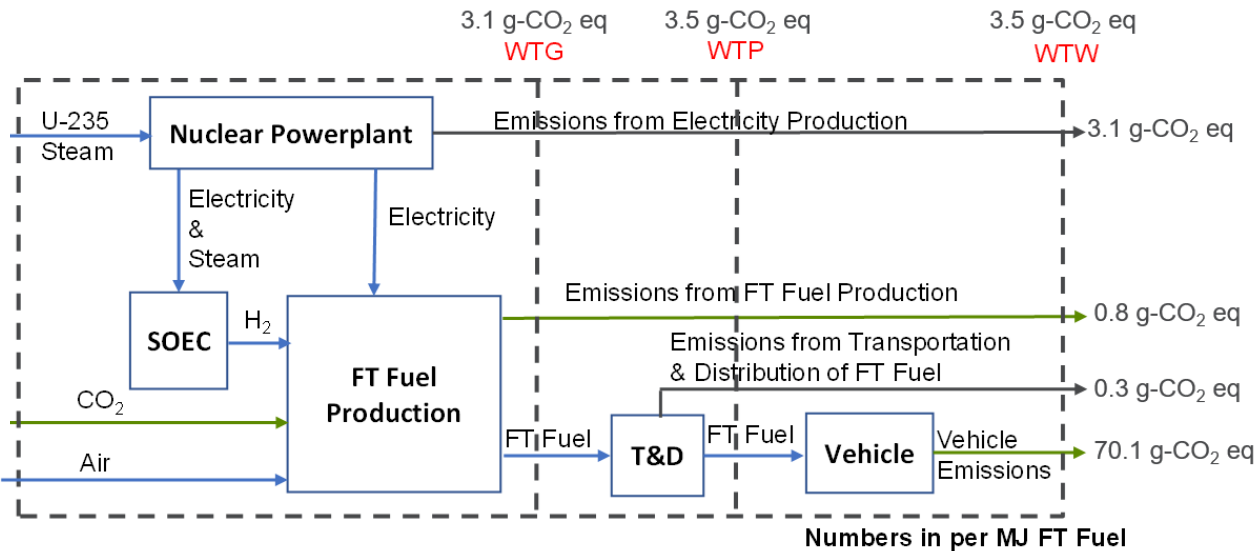 3.1 g-CO₂ eq
WTG
3.5 g-CO₂ eq
WTP
3.5 g-CO₂ eq
WTW
U-235
Steam
Nuclear Powerplant
Emissions from Electricity Production
3.1 g-CO₂ eq
Electricity
&
Steam
Electricity
SOEC
H₂
FT Fuel
Production
Emissions from FT Fuel Production
0.8 g-CO₂ eq
Emissions from Transportation
& Distribution of FT Fuel
0.3 g-CO₂ eq
CO₂
Air
FT Fuel
T&D
FT Fuel
Vehicle
Vehicle
Emissions
70.1 g-CO₂ eq
Numbers in per MJ FT Fuel